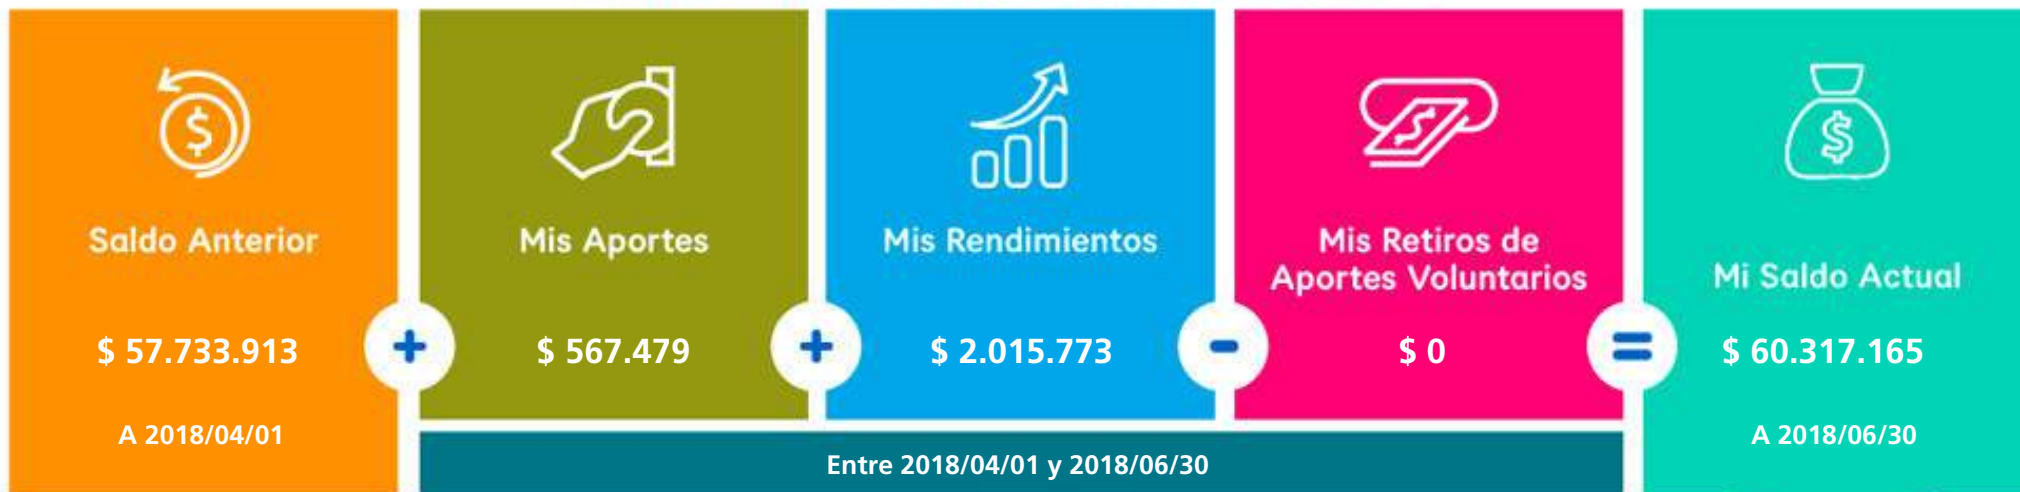 Saldo Anterior
$ 57.733.913
A 2018/04/01
+
Mis Aportes
$ 567.479
+
Mis Rendimientos
$ 2.015.773
-
Mis Retiros de
Aportes Voluntarios
$ 0
=
Mi Saldo Actual
$ 60.317.165
A 2018/06/30
Entre 2018/04/01 y 2018/06/30